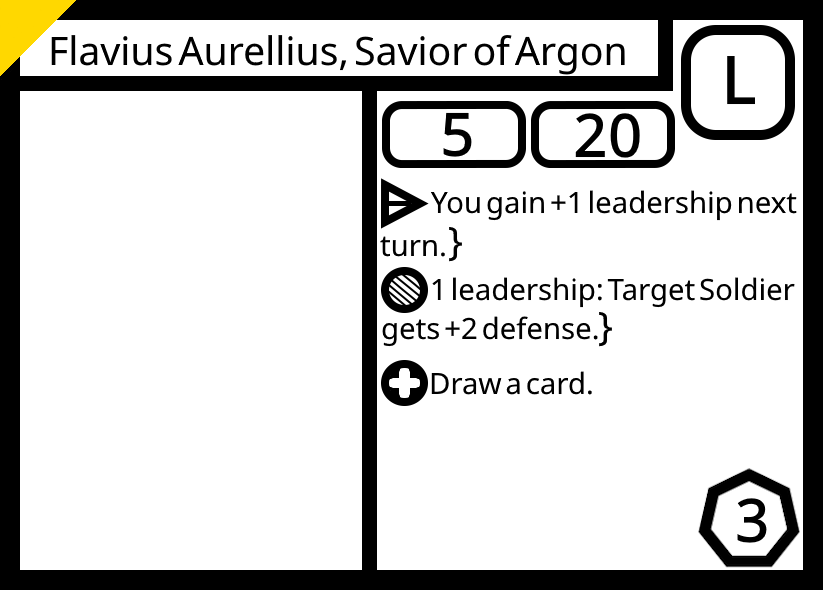 Flavius Aurellius, Savior of Argon
L
5 20
You gain +1 leadership next
turn.}
1 leadership: Target Soldier
gets +2 defense.}
Draw a card.
3